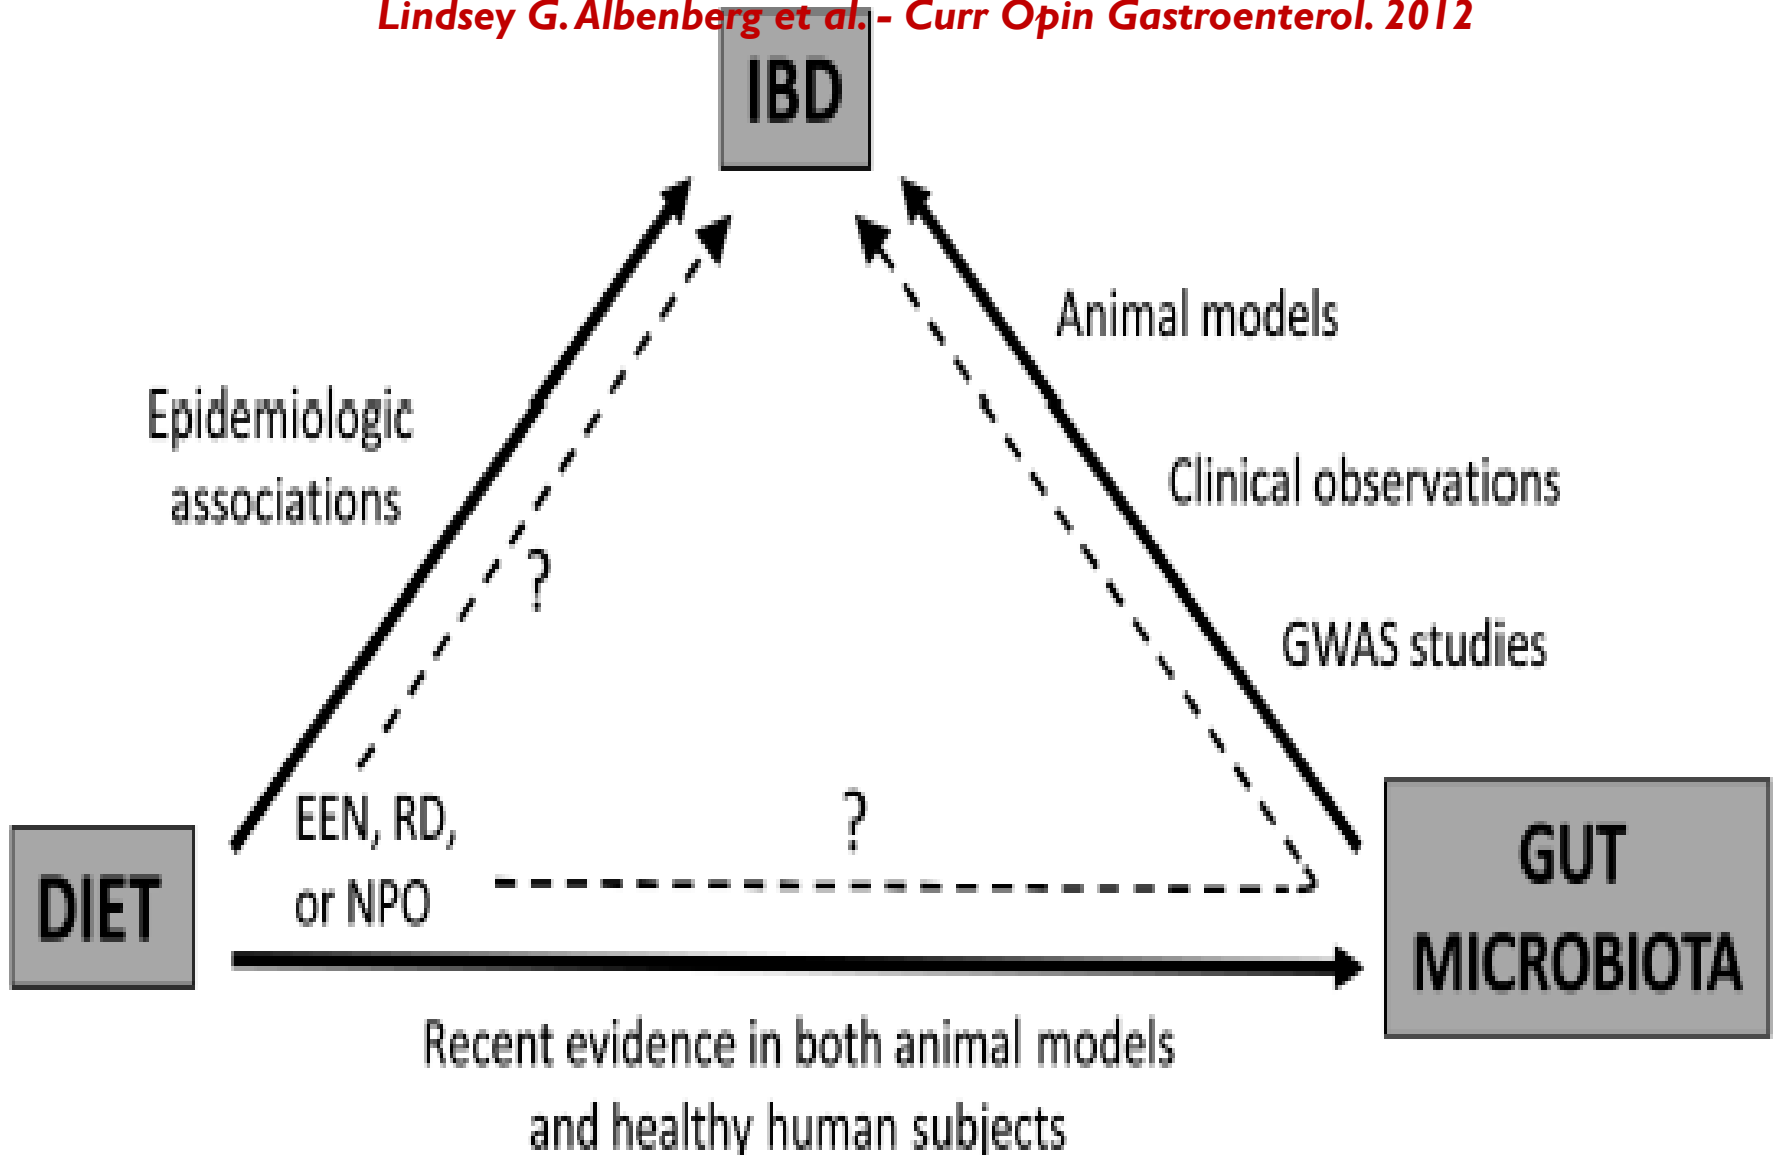 Lindsey G. Albenberg et al. - Curr Opin Gastroenterol. 2012
IBD
Animal models
Epidemiologic
associations
Clinical observations
?
GWAS studies
EEN, RD,
or NPO
?
DIET
GUT
MICROBIOTA
Recent evidence in both animal models
and healthy human subjects